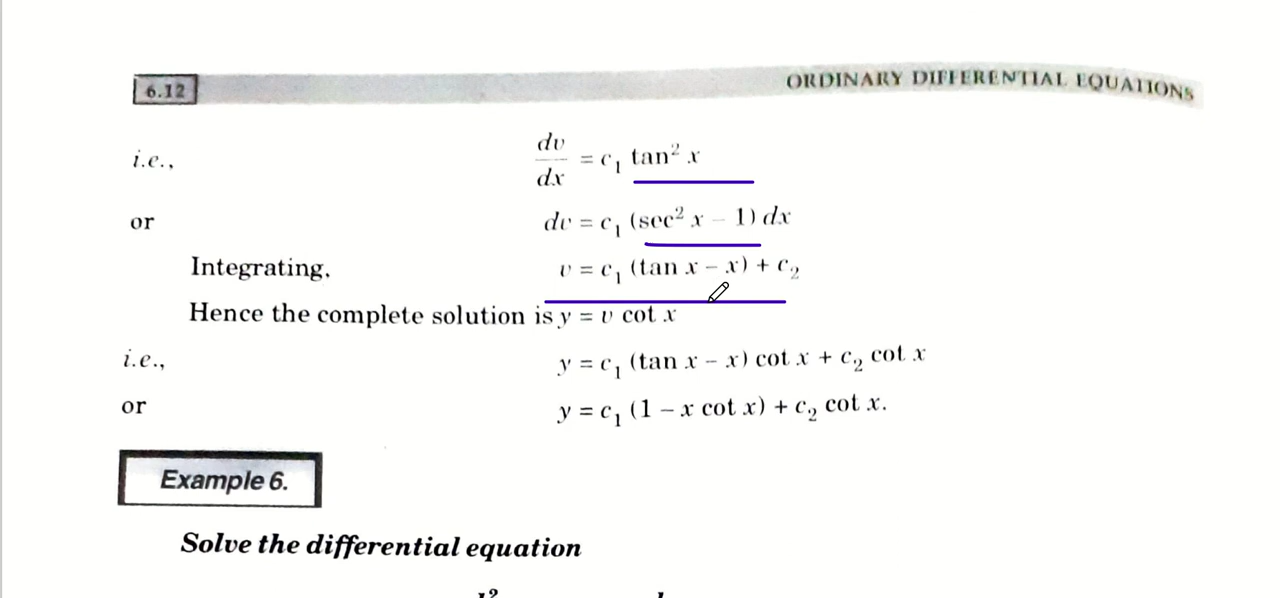 6.12 ORDINARY DIFFERENTIAL EQUATIONS
i.e., dv/dx = c₁ tan² x
or dv = c₁ (sec² x – 1) dx
Integrating, v = c₁ (tan x – x) + c₂
Hence the complete solution is y = v cot x
i.e., y = c₁ (tan x – x) cot x + c₂ cot x
or y = c₁ (1 – x cot x) + c₂ cot x.
Example 6.
Solve the differential equation